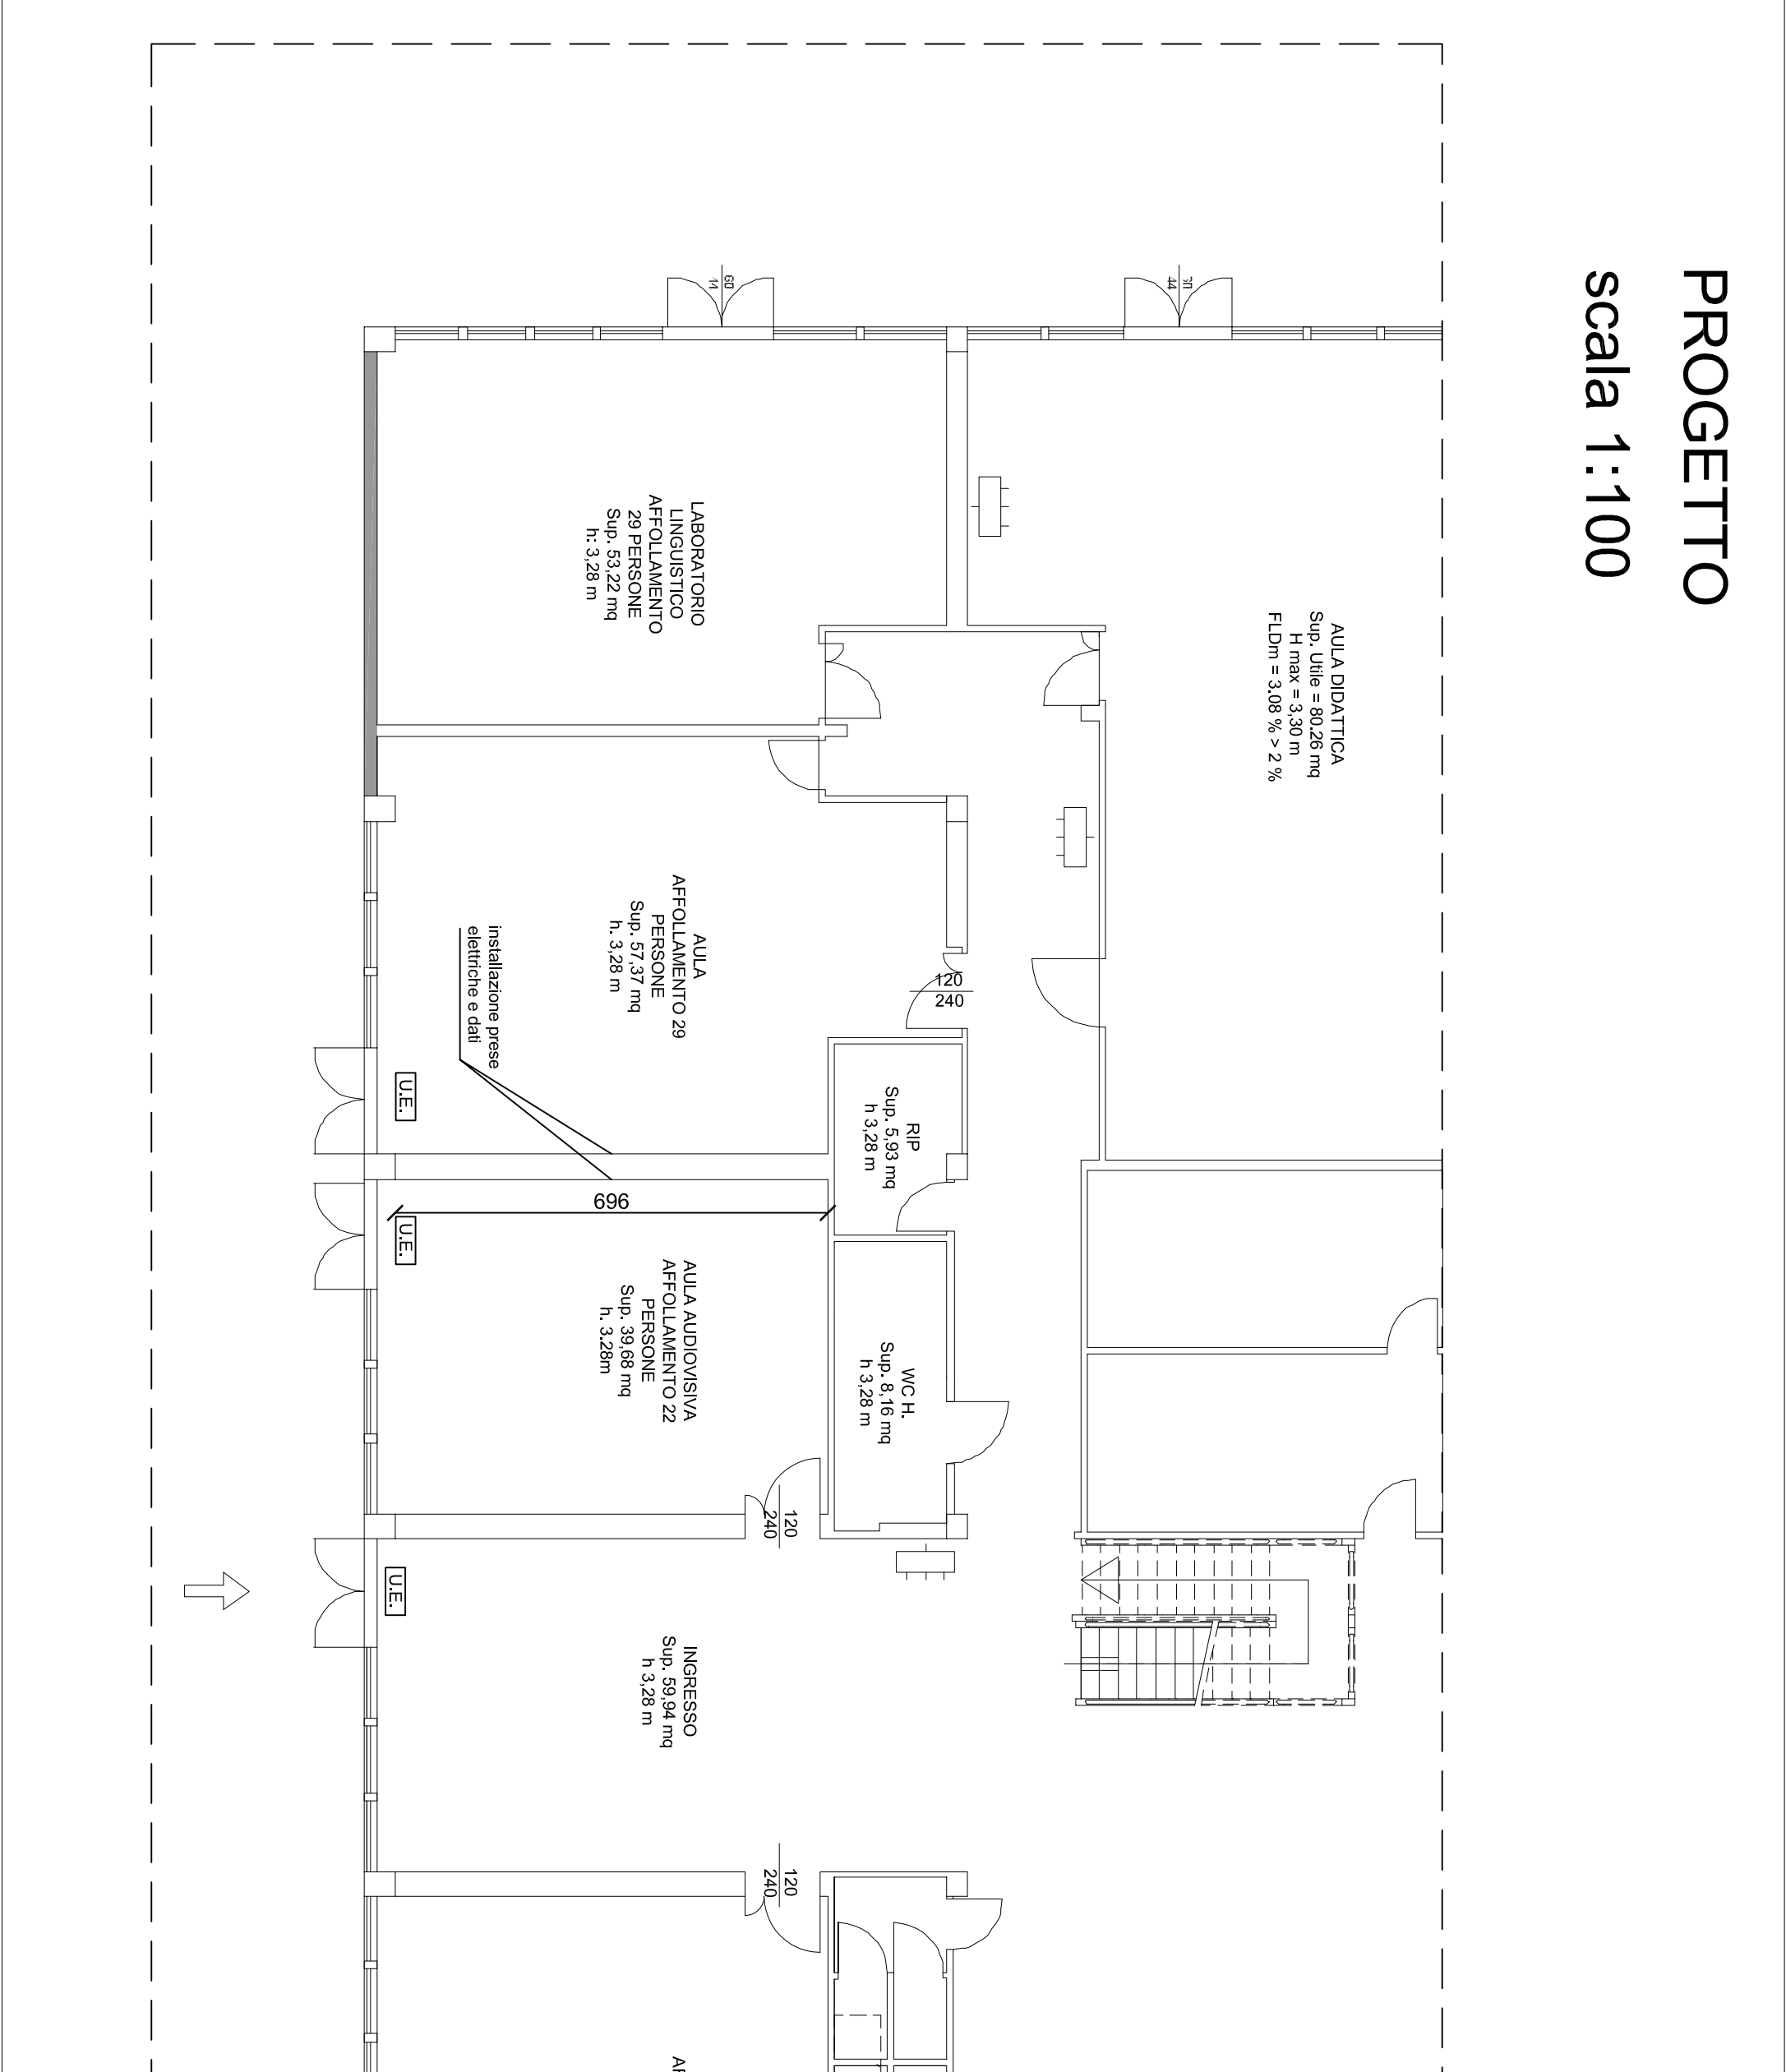 PROGETTO
scala 1:100
AULA DIDATTICA
Sup. Utile = 80.26 mq
H max = 3,30 m
FLDm = 3.08 % > 2 %
LABORATORIO
LINGUISTICO
AFFOLLAMENTO
29 PERSONE
Sup. 53,22 mq
h: 3,28 m
AULA
AFFOLLAMENTO 29
PERSONE
Sup. 57,37 mq
h. 3,28 m
installazione prese
elettriche e dati
120
240
RIP
Sup. 5,93 mq
h 3,28 m
U.E.
696
U.E.
AULA AUDIOVISIVA
AFFOLLAMENTO 22
PERSONE
Sup. 39,68 mq
h. 3.28m
WC H.
Sup. 8,16 mq
h 3,28 m
120
240
U.E.
INGRESSO
Sup. 59,94 mq
h 3,28 m
120
240